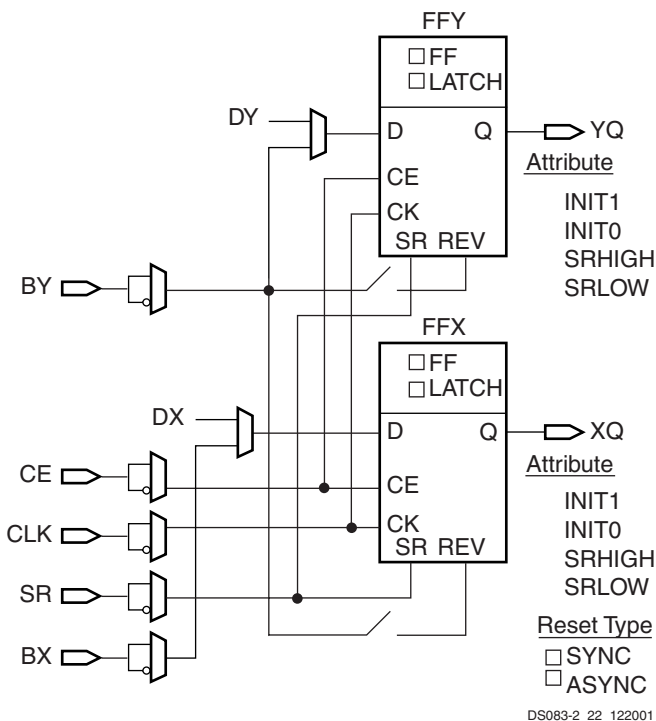 FFY
FF
LATCH
DY
D Q
YQ
Attribute
CE
INIT1
CK
INIT0
SR REV
SRHIGH
BY
SRLOW
FFX
FF
LATCH
DX
D Q
XQ
Attribute
CE
CE
INIT1
CLK
CK
INIT0
SR REV
SRHIGH
SR
SRLOW
Reset Type
BX
SYNC
ASYNC
DS083-2_22_122001